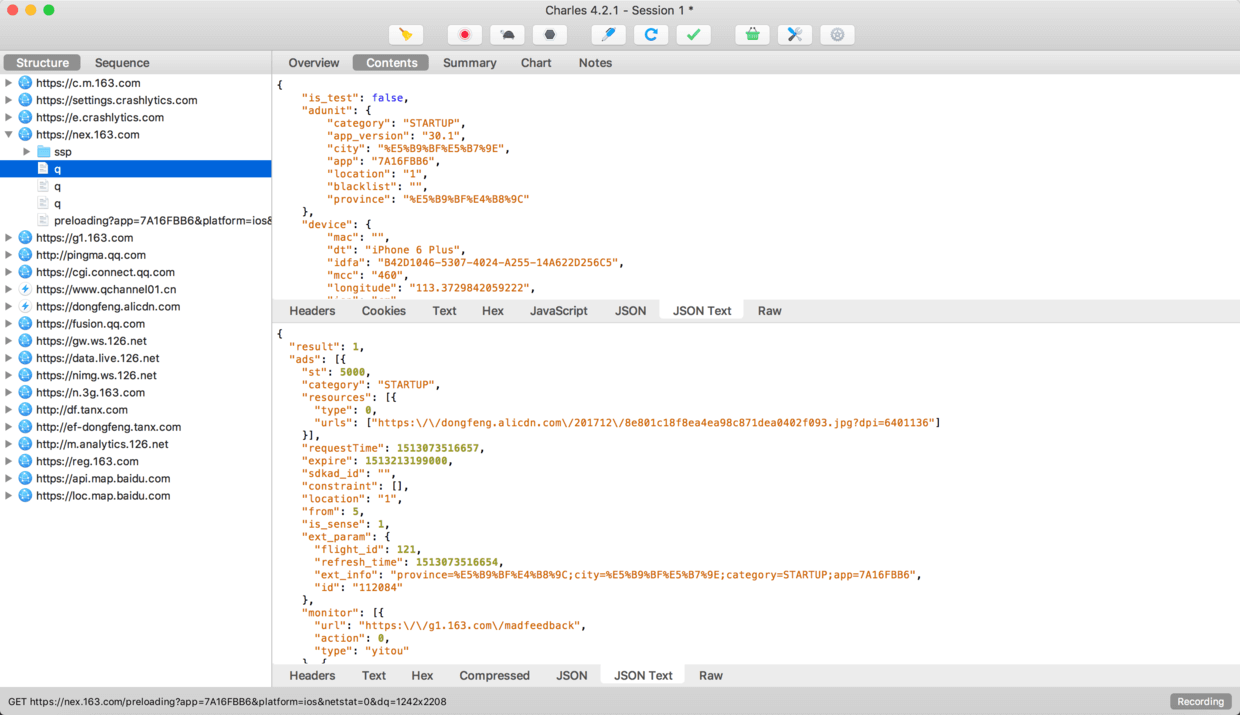 Charles 4.2.1 - Session 1 *
Structure
Sequence
https://c.m.163.com
https://settings.crashlytics.com
https://e.crashlytics.com
https://nex.163.com
ssp
q
q
q
preloading?app=7A16FBB6&platform=ios&
https://g1.163.com
http://pingma.qq.com
https://cgi.connect.qq.com
https://www.qchannel01.cn
https://dongfeng.alicdn.com
https://fusion.qq.com
https://gw.ws.126.net
https://data.live.126.net
https://nimg.ws.126.net
https://n.3g.163.com
http://df.tanx.com
http://ef-dongfeng.tanx.com
http://m.analytics.126.net
https://reg.163.com
https://api.map.baidu.com
https://loc.map.baidu.com
Overview Contents Summary Chart Notes
{
"is_test": false,
"adunit": {
"category": "STARTUP",
"app_version": "30.1",
"city": "%E5%B9%BF%E5%B7%9E",
"app": "7A16FBB6",
"location": "1",
"blacklist": "",
"province": "%E5%B9%BF%E4%B8%9C"
},
"device": {
"mac": "",
"dt": "iPhone 6 Plus",
"idfa": "B42D1046-5307-4024-A255-14A622D256C5",
"mcc": "460",
"longitude": "113.3729842059222",
Headers Cookies Text Hex JavaScript JSON JSON Text Raw
{
"result": 1,
"ads": [{
"st": 5000,
"category": "STARTUP",
"resources": [{
"type": 0,
"urls": ["https:\/\/dongfeng.alicdn.com\/201712\/8e801c18f8ea4ea98c871dea0402f093.jpg?dpi=6401136"]
}],
"requestTime": 1513073516657,
"expire": 1513213199000,
"sdkad_id": "",
"constraint": [],
"location": "1",
"from": 5,
"is_sense": 1,
"ext_param": {
"flight_id": 121,
"refresh_time": 1513073516654,
"ext_info": "province=%E5%B9%BF%E4%B8%9C;city=%E5%B9%BF%E5%B7%9E;category=STARTUP;app=7A16FBB6",
"id": "112084"
},
"monitor": [{
"url": "https:\/\/g1.163.com\/madfeedback",
"action": 0,
"type": "yitou"
}, {
Headers Text Hex Compressed JSON JSON Text Raw
GET https://nex.163.com/preloading?app=7A16FBB6&platform=ios&netstat=0&dq=1242x2208
Recording